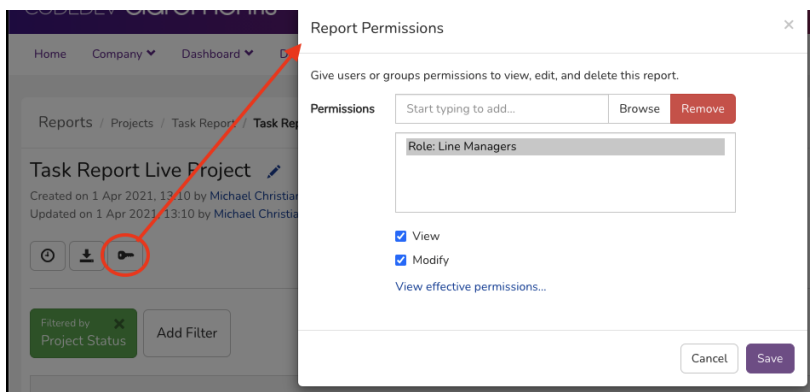 Report Permissions
×
Home Company Dashboard D
Give users or groups permissions to view, edit, and delete this report.
Permissions Start typing to add... Browse Remove
Role: Line Managers
Reports / Projects / Task Report / Task Rep
Task Report Live Project
Created on 1 Apr 2021, 13:10 by Michael Christian
Updated on 1 Apr 2021, 13:10 by Michael Christia
View
Modify
View effective permissions...
Filtered by
Project Status
Add Filter
Cancel Save